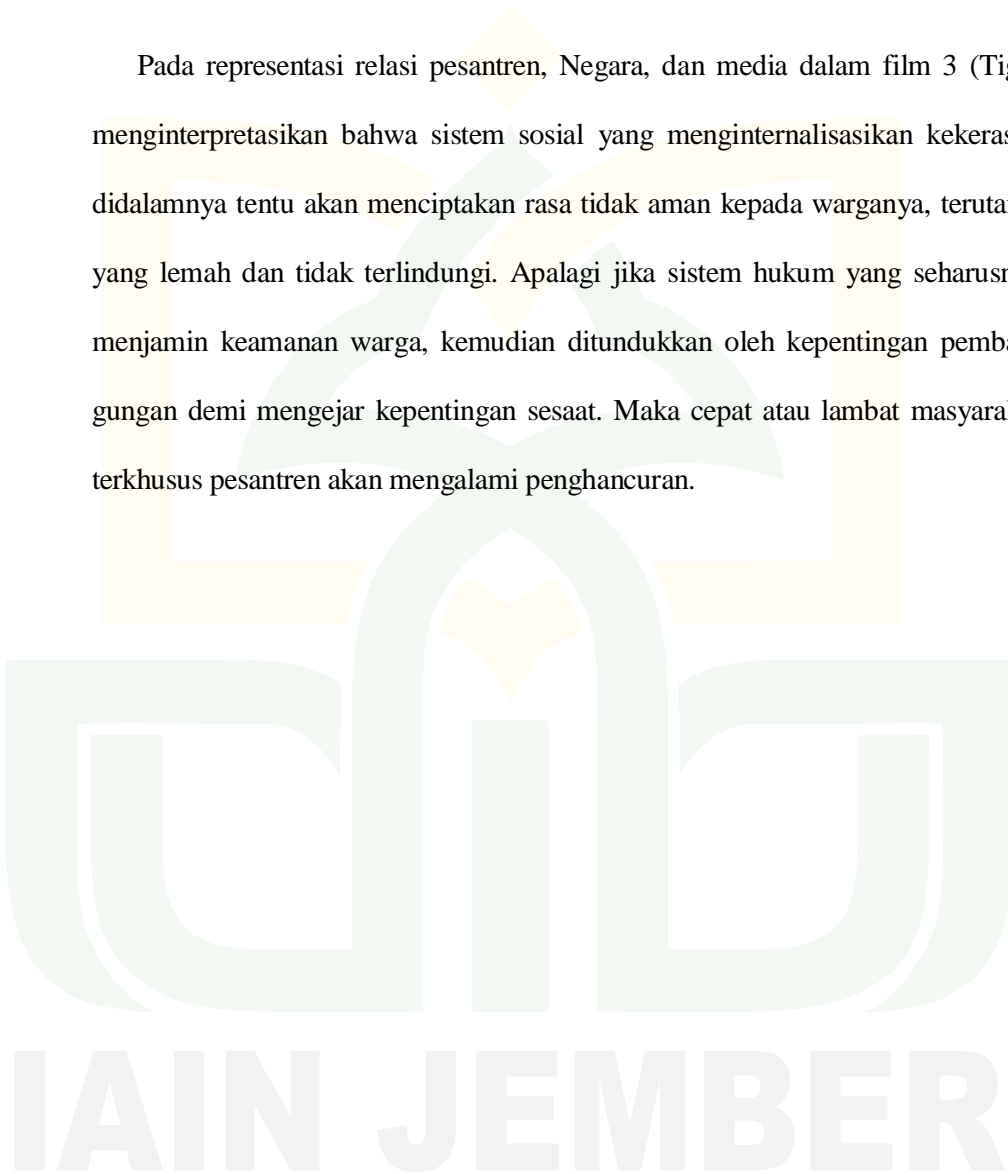 Pada representasi relasi pesantren, Negara, dan media dalam film 3 (Tig
menginterpretasikan bahwa sistem sosial yang menginternalisasikan kekeras
didalamnya tentu akan menciptakan rasa tidak aman kepada warganya, teruta
yang lemah dan tidak terlindungi. Apalagi jika sistem hukum yang seharusn
menjamin keamanan warga, kemudian ditundukkan oleh kepentingan pemba
gungan demi mengejar kepentingan sesaat. Maka cepat atau lambat masyaral
terkhusus pesantren akan mengalami penghancuran.
IAIN JEMBER